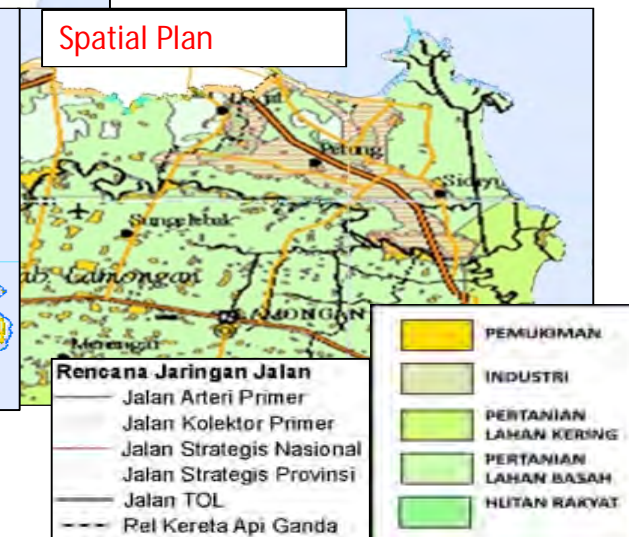 Spatial Plan
Petung
Sidayu
Sungelebak
ab. Lamongan
LAMONGAN
Rencana Jaringan Jalan
Jalan Arteri Primer
Jalan Kolektor Primer
Jalan Strategis Nasional
Jalan Strategis Provinsi
Jalan TOL
Rel Kereta Api Ganda
PEMUKIMAN
INDUSTRI
PERTANIAN
LAHAN KERING
PERTANIAN
LAHAN BASAH
HUTAN RAKYAT